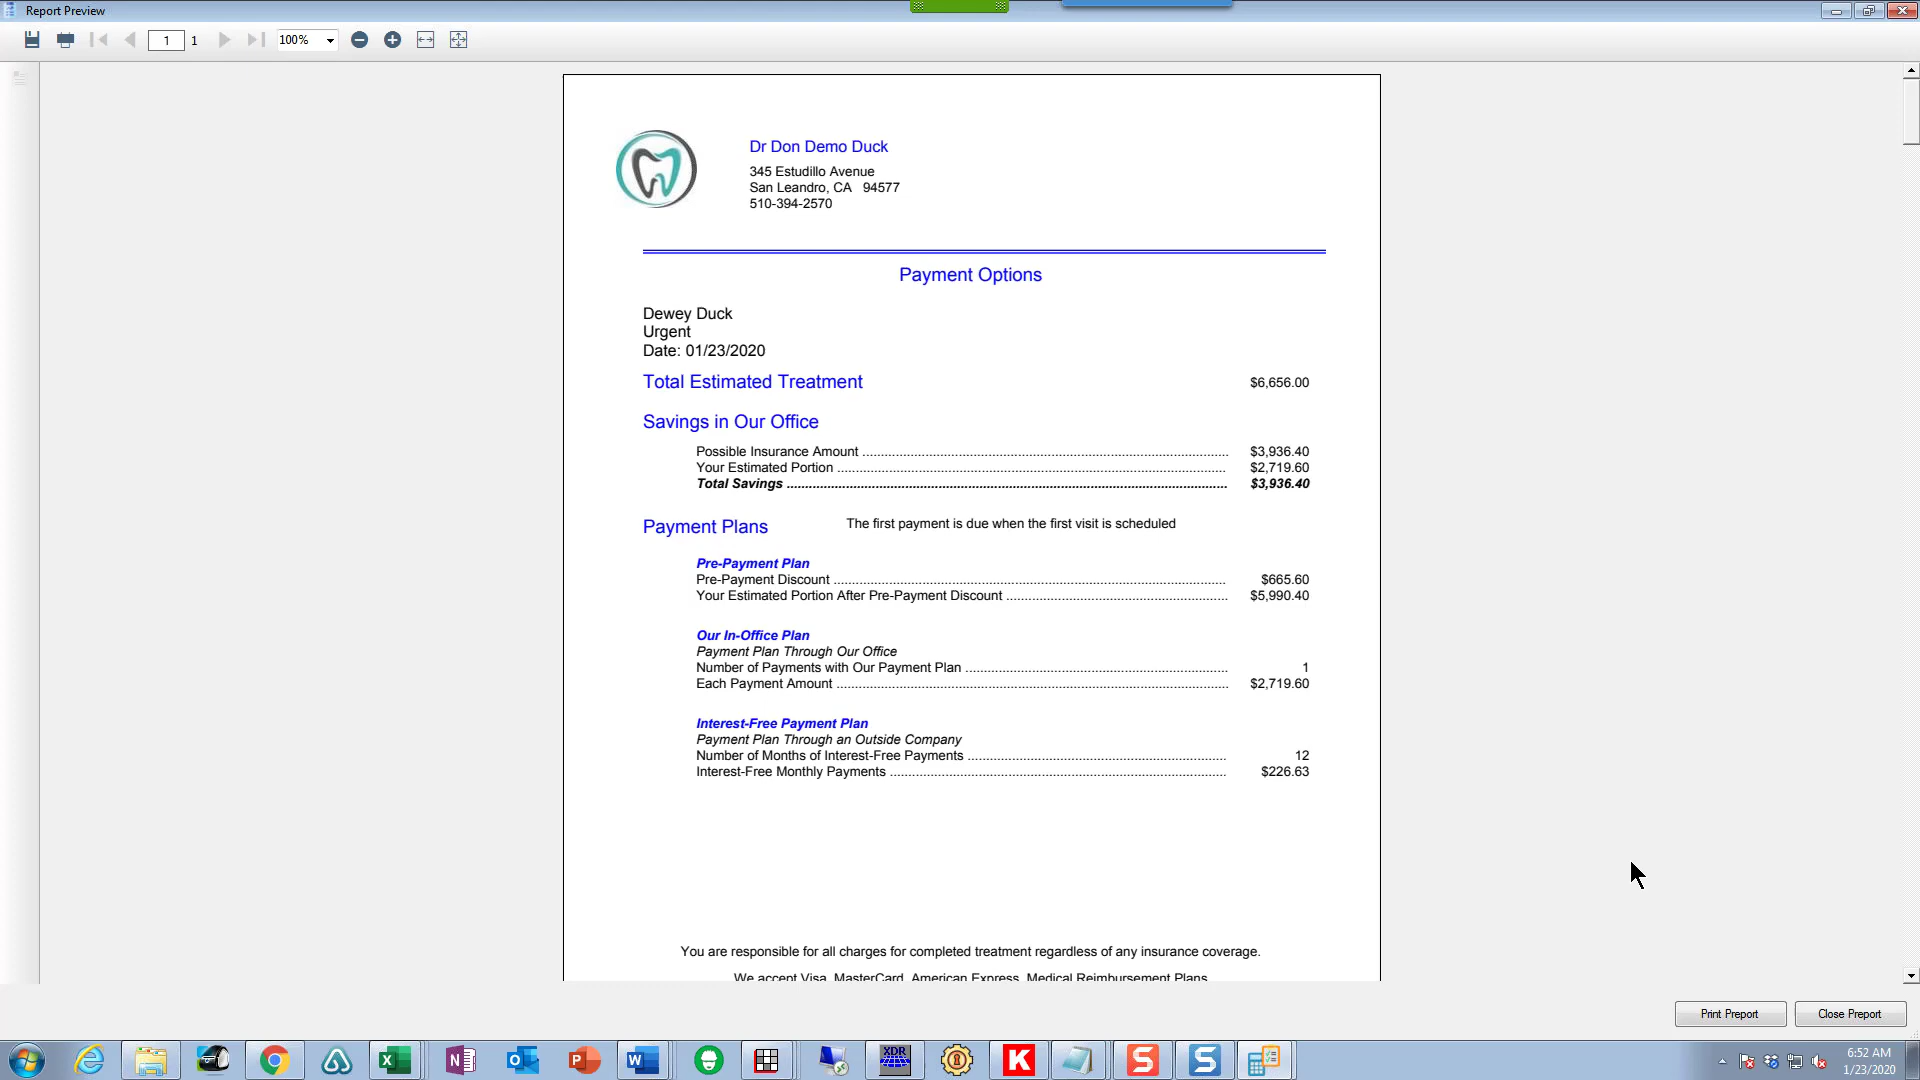 Report Preview
1 1 100%
Dr Don Demo Duck
345 Estudillo Avenue
San Leandro, CA 94577
510-394-2570
Payment Options
Dewey Duck
Urgent
Date: 01/23/2020
Total Estimated Treatment $6,656.00
Savings in Our Office
Possible Insurance Amount $3,936.40
Your Estimated Portion $2,719.60
Total Savings $3,936.40
Payment Plans The first payment is due when the first visit is scheduled
Pre-Payment Plan
Pre-Payment Discount $665.60
Your Estimated Portion After Pre-Payment Discount $5,990.40
Our In-Office Plan
Payment Plan Through Our Office
Number of Payments with Our Payment Plan 1
Each Payment Amount $2,719.60
Interest-Free Payment Plan
Payment Plan Through an Outside Company
Number of Months of Interest-Free Payments 12
Interest-Free Monthly Payments $226.63
You are responsible for all charges for completed treatment regardless of any insurance coverage.
We accept Visa, MasterCard, American Express, Medical Reimbursement Plans
Print Preport Close Preport
XDR
6:52 AM
1/23/2020